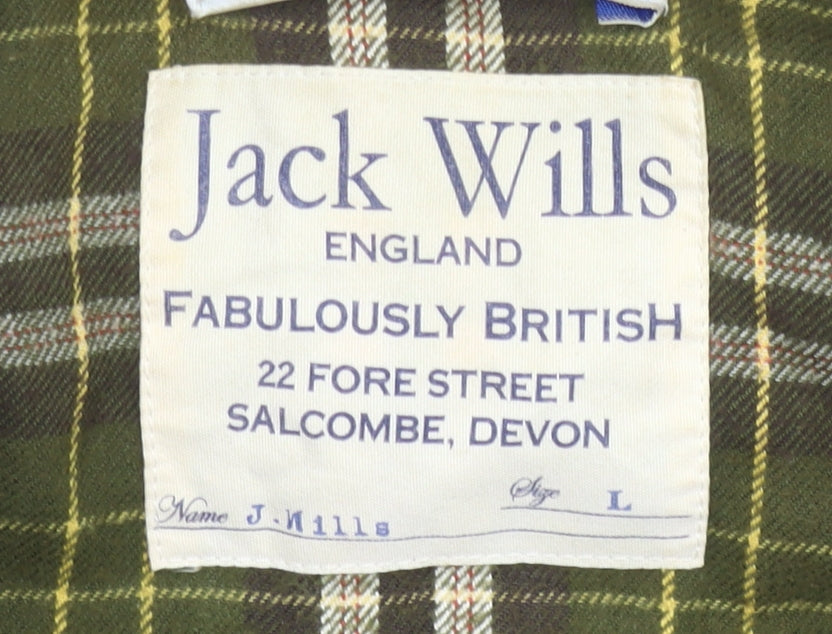 Jack Wills
ENGLAND
FABULOUSLY BRITISH
22 FORE STREET
SALCOMBE, DEVON
Size L
Name J.Wills